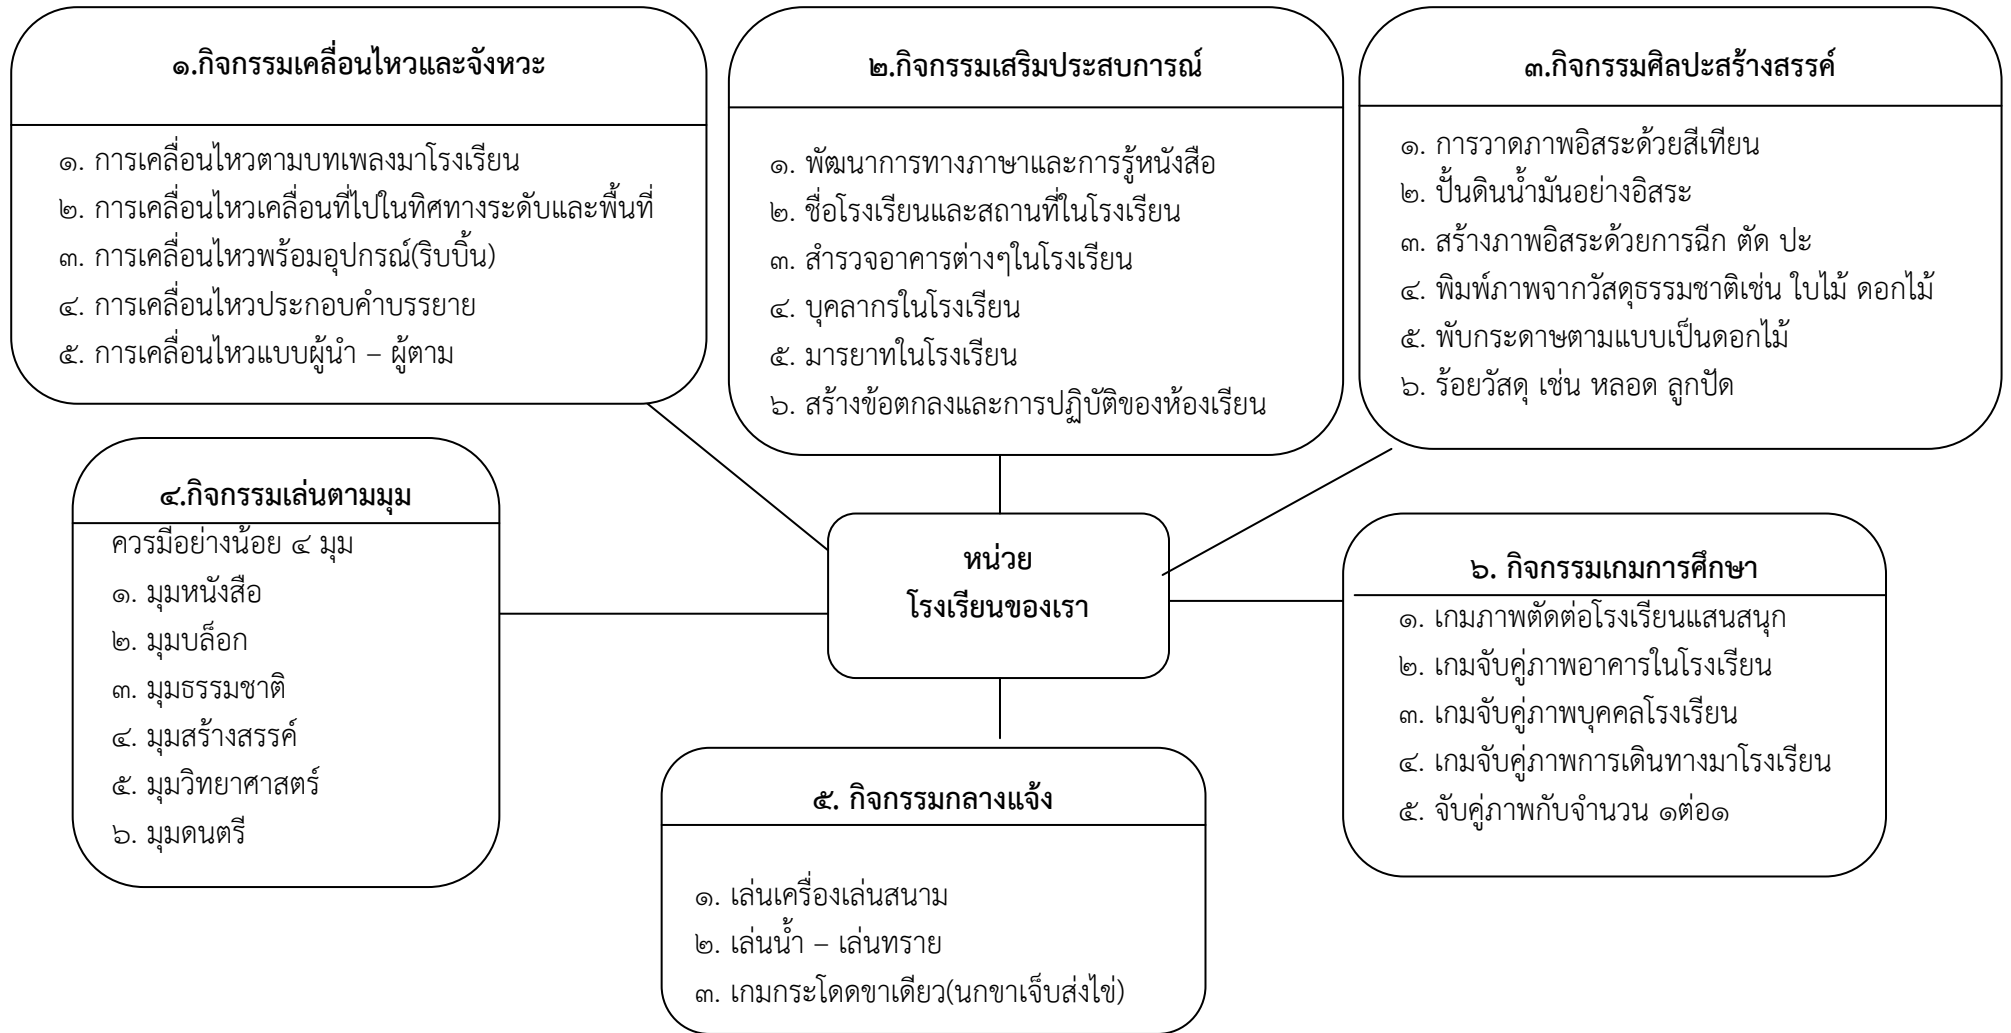 ๑.กิจกรรมเคลื่อนไหวและจังหวะ
๑. การเคลื่อนไหวตามบทเพลงมาโรงเรียน
๒. การเคลื่อนไหวเคลื่อนที่ไปในทิศทางระดับและพื้นที่
๓. การเคลื่อนไหวพร้อมอุปกรณ์(ริบบิ้น)
๔. การเคลื่อนไหวประกอบคำบรรยาย
๕. การเคลื่อนไหวแบบผู้นำ – ผู้ตาม
๒.กิจกรรมเสริมประสบการณ์
๑. พัฒนาการทางภาษาและการรู้หนังสือ
๒. ชื่อโรงเรียนและสถานที่ในโรงเรียน
๓. สำรวจอาคารต่างๆในโรงเรียน
๔. บุคลากรในโรงเรียน
๕. มารยาทในโรงเรียน
๖. สร้างข้อตกลงและการปฏิบัติของห้องเรียน
๓.กิจกรรมศิลปะสร้างสรรค์
๑. การวาดภาพอิสระด้วยสีเทียน
๒. ปั้นดินน้ำมันอย่างอิสระ
๓. สร้างภาพอิสระด้วยการฉีก ตัด ปะ
๔. พิมพ์ภาพจากวัสดุธรรมชาติเช่น ใบไม้ ดอกไม้
๕. พับกระดาษตามแบบเป็นดอกไม้
๖. ร้อยวัสดุ เช่น หลอด ลูกปัด
๔.กิจกรรมเล่นตามมุม
ควรมีอย่างน้อย ๔ มุม
๑. มุมหนังสือ
๒. มุมบล็อก
๓. มุมธรรมชาติ
๔. มุมสร้างสรรค์
๕. มุมวิทยาศาสตร์
๖. มุมดนตรี
หน่วย
โรงเรียนของเรา
๖. กิจกรรมเกมการศึกษา
๑. เกมภาพตัดต่อโรงเรียนแสนสนุก
๒. เกมจับคู่ภาพอาคารในโรงเรียน
๓. เกมจับคู่ภาพบุคคลโรงเรียน
๔. เกมจับคู่ภาพการเดินทางมาโรงเรียน
๕. จับคู่ภาพกับจำนวน ๑ต่อ๑
๕. กิจกรรมกลางแจ้ง
๑. เล่นเครื่องเล่นสนาม
๒. เล่นน้ำ – เล่นทราย
๓. เกมกระโดดขาเดียว(นกขาเจ็บส่งไข่)